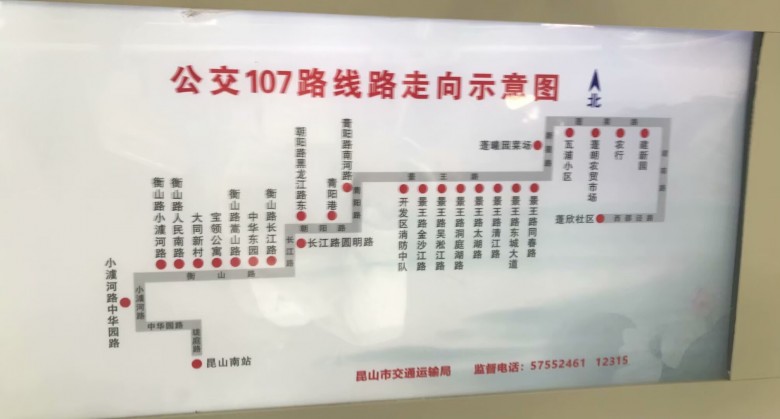 公交107路线路走向示意图
北
昆山南站
中华园路
小澞河路
小澞河路中华园路
衡山路小澞河路
衡山路人民南路
大同新村
宝领公寓
衡山路嵩山路
中华东园
衡山路长江路
衡山路
长江路
长江路圆明路
朝阳路
朝阳路黑龙江路东
青阳港
青阳路
青阳路南河路
景王路
开发区消防中队
景王路金沙江路
景王路吴淞江路
景王路洞庭湖路
景王路太湖路
景王路清江路
景王路东城大道
景王路同春路
蓬曦园菜场
瓦浦小区
蓬朗农贸市场
农行
蓬欣社区
昆山市交通运输局 监督电话:57552461 12315